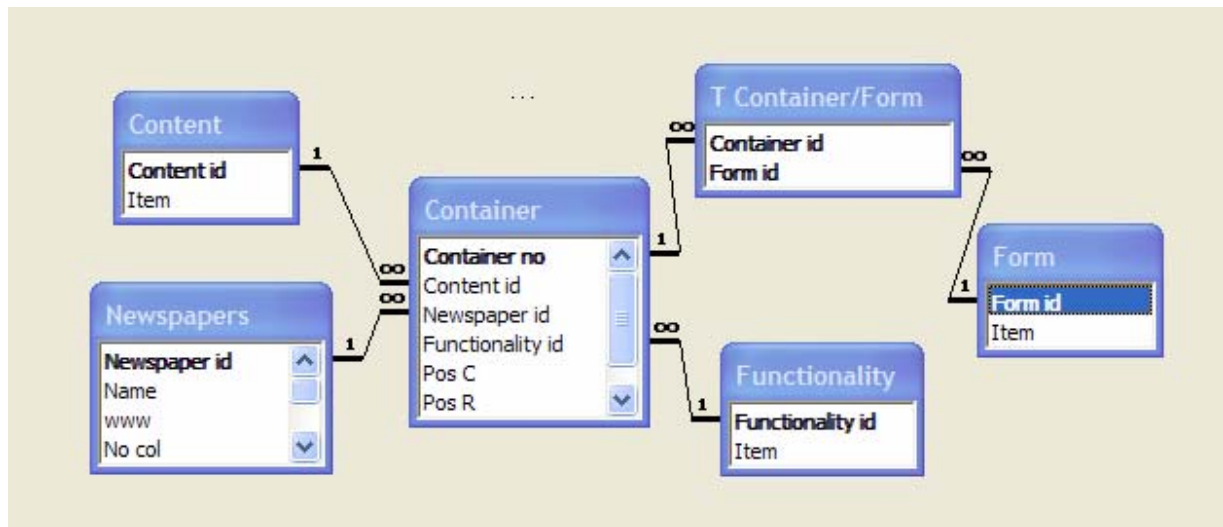 ...
Content
Content id
Item
1
∞
Newspapers
Newspaper id
Name
www
No col
1
∞
Container
Container no
Content id
Newspaper id
Functionality id
Pos C
Pos R
1
∞
∞
1
T Container/Form
Container id
Form id
∞
1
Form
Form id
Item
Functionality
Functionality id
Item